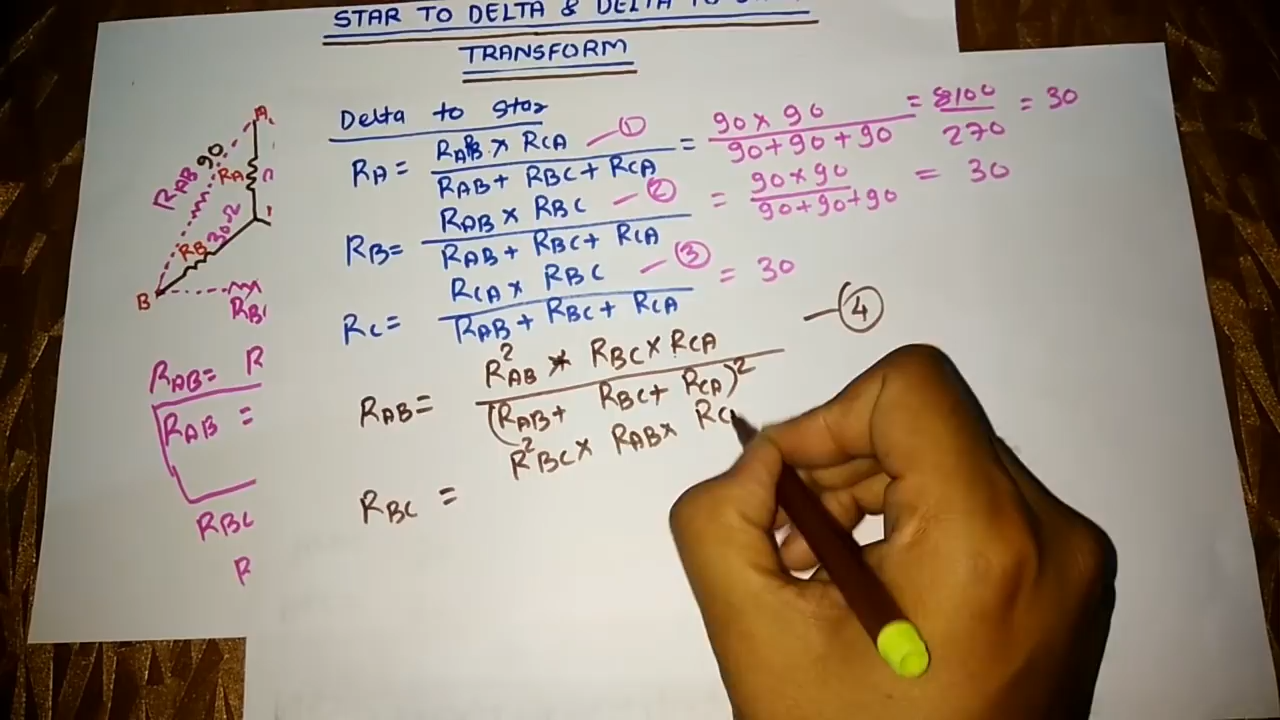 STAR TO DELTA & DELTA TO
TRANSFORM
Delta to Star
RA = RAB × RCA / RAB + RBC + RCA — ① = 90 × 90 / 90 + 90 + 90 = 8100 / 270 = 30
RB = RAB × RBC / RAB + RBC + RCA — ② = 90 × 90 / 90 + 90 + 90 = 30
RC = RCA × RBC / RAB + RBC + RCA — ③ = 30
RAB = R²AB × RBC × RCA / (RAB + RBC + RCA)² — ④
RBC = R²BC × RAB × RC
A
RAB 90
RA
RB 30Ω
B
RB
RAB = R
RAB =
RBC
R